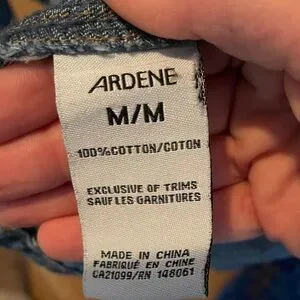 ARDENE
M/M
100%COTTON/COTON
EXCLUSIVE OF TRIMS
SAUF LES GARNITURES
MADE IN CHINA
FABRIQUÉ EN CHINE
CA21099/RN 148061